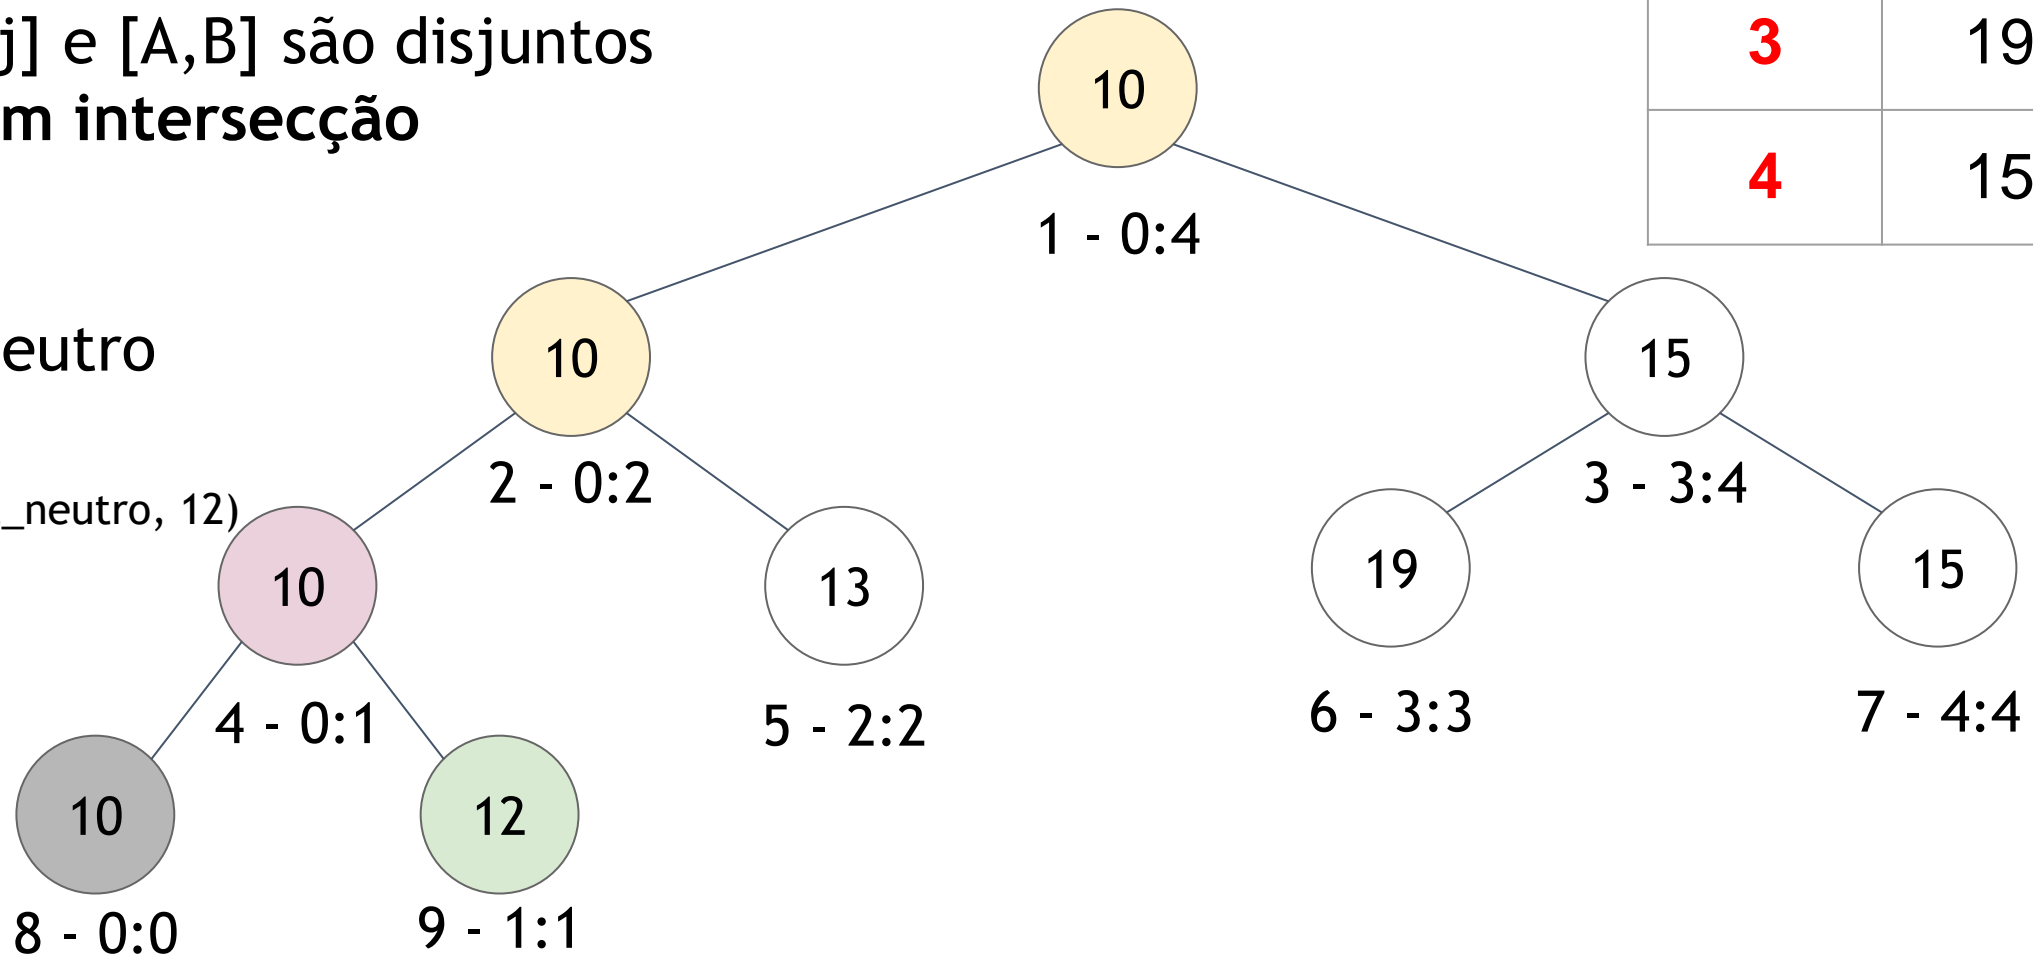 j] e [A,B] são disjuntos
m intersecção
3 19
4 15
10
1 - 0:4
eutro
10
15
2 - 0:2
3 - 3:4
_neutro, 12)
10
13
19
15
4 - 0:1
5 - 2:2
6 - 3:3
7 - 4:4
10
12
8 - 0:0
9 - 1:1